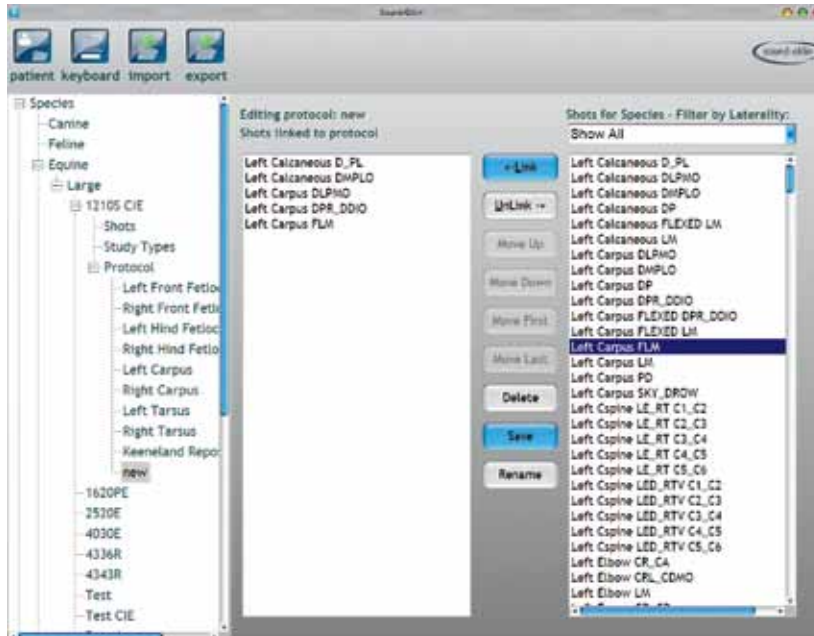 SoundEklin
patient keyboard import export
Species
Canine
Feline
Equine
Large
12105 CIE
Shots
Study Types
Protocol
Left Front Fetlo
Right Front Fetlo
Left Hind Fetloc
Right Hind Fetlo
Left Carpus
Right Carpus
Left Tarsus
Right Tarsus
Keeneland Repo
new
1620PE
2520E
4030E
4336R
4343R
Test
Test CIE
Editing protocol: new
Shots linked to protocol
Left Calcaneous D_PL
Left Calcaneous DMPLO
Left Carpus DLPMO
Left Carpus DPR_DDIO
Left Carpus FLM
<-Link
UnLink ->
Move Up
Move Down
Move First
Move Last
Delete
Save
Rename
Shots for Species - Filter by Laterality:
Show All
Left Calcaneous D_PL
Left Calcaneous DLPMO
Left Calcaneous DMPLO
Left Calcaneous DP
Left Calcaneous FLEXED LM
Left Calcaneous LM
Left Carpus DLPMO
Left Carpus DMPLO
Left Carpus DP
Left Carpus DPR_DDIO
Left Carpus FLEXED DPR_DDIO
Left Carpus FLEXED LM
Left Carpus FLM
Left Carpus LM
Left Carpus PD
Left Carpus SKY_DROW
Left Cspine LE_RT C1_C2
Left Cspine LE_RT C2_C3
Left Cspine LE_RT C3_C4
Left Cspine LE_RT C4_C5
Left Cspine LE_RT C5_C6
Left Cspine LED_RTV C1_C2
Left Cspine LED_RTV C2_C3
Left Cspine LED_RTV C3_C4
Left Cspine LED_RTV C4_C5
Left Cspine LED_RTV C5_C6
Left Elbow CR_CA
Left Elbow CRL_CDMO
Left Elbow LM